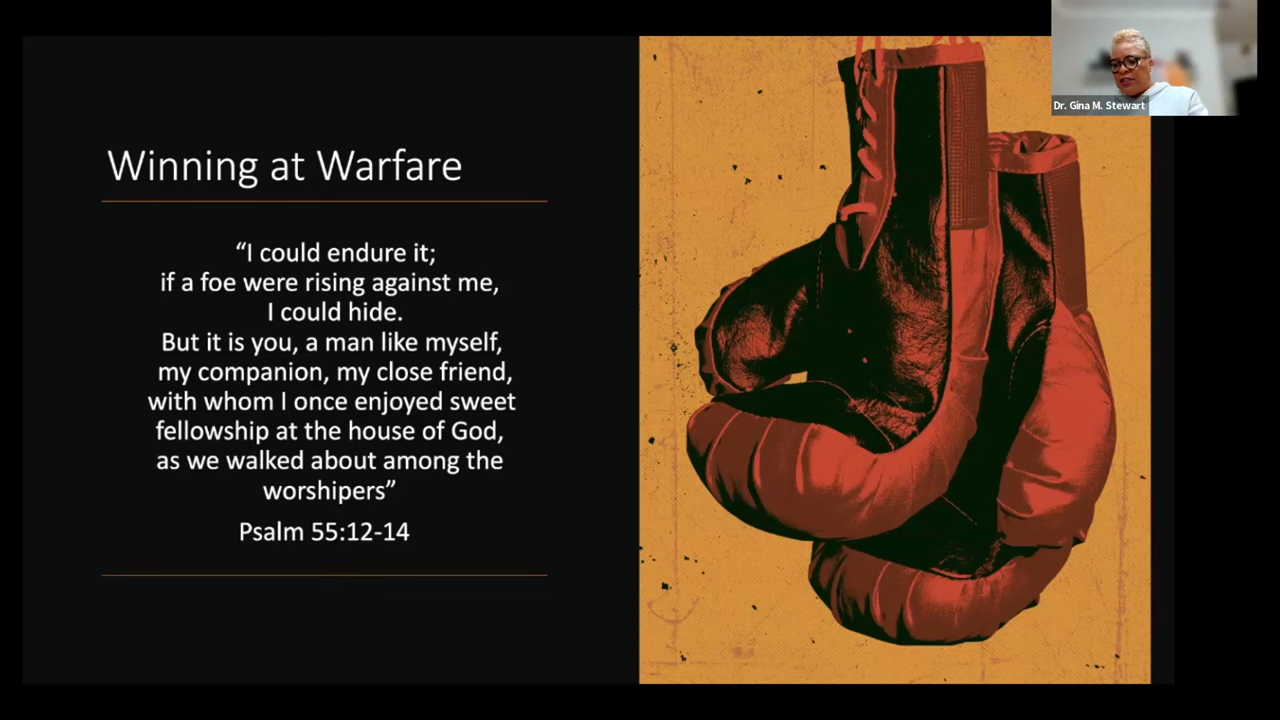 Dr. Gina M. Stewart
Winning at Warfare
“I could endure it;
if a foe were rising against me,
I could hide.
But it is you, a man like myself,
my companion, my close friend,
with whom I once enjoyed sweet
fellowship at the house of God,
as we walked about among the
worshipers”
Psalm 55:12-14